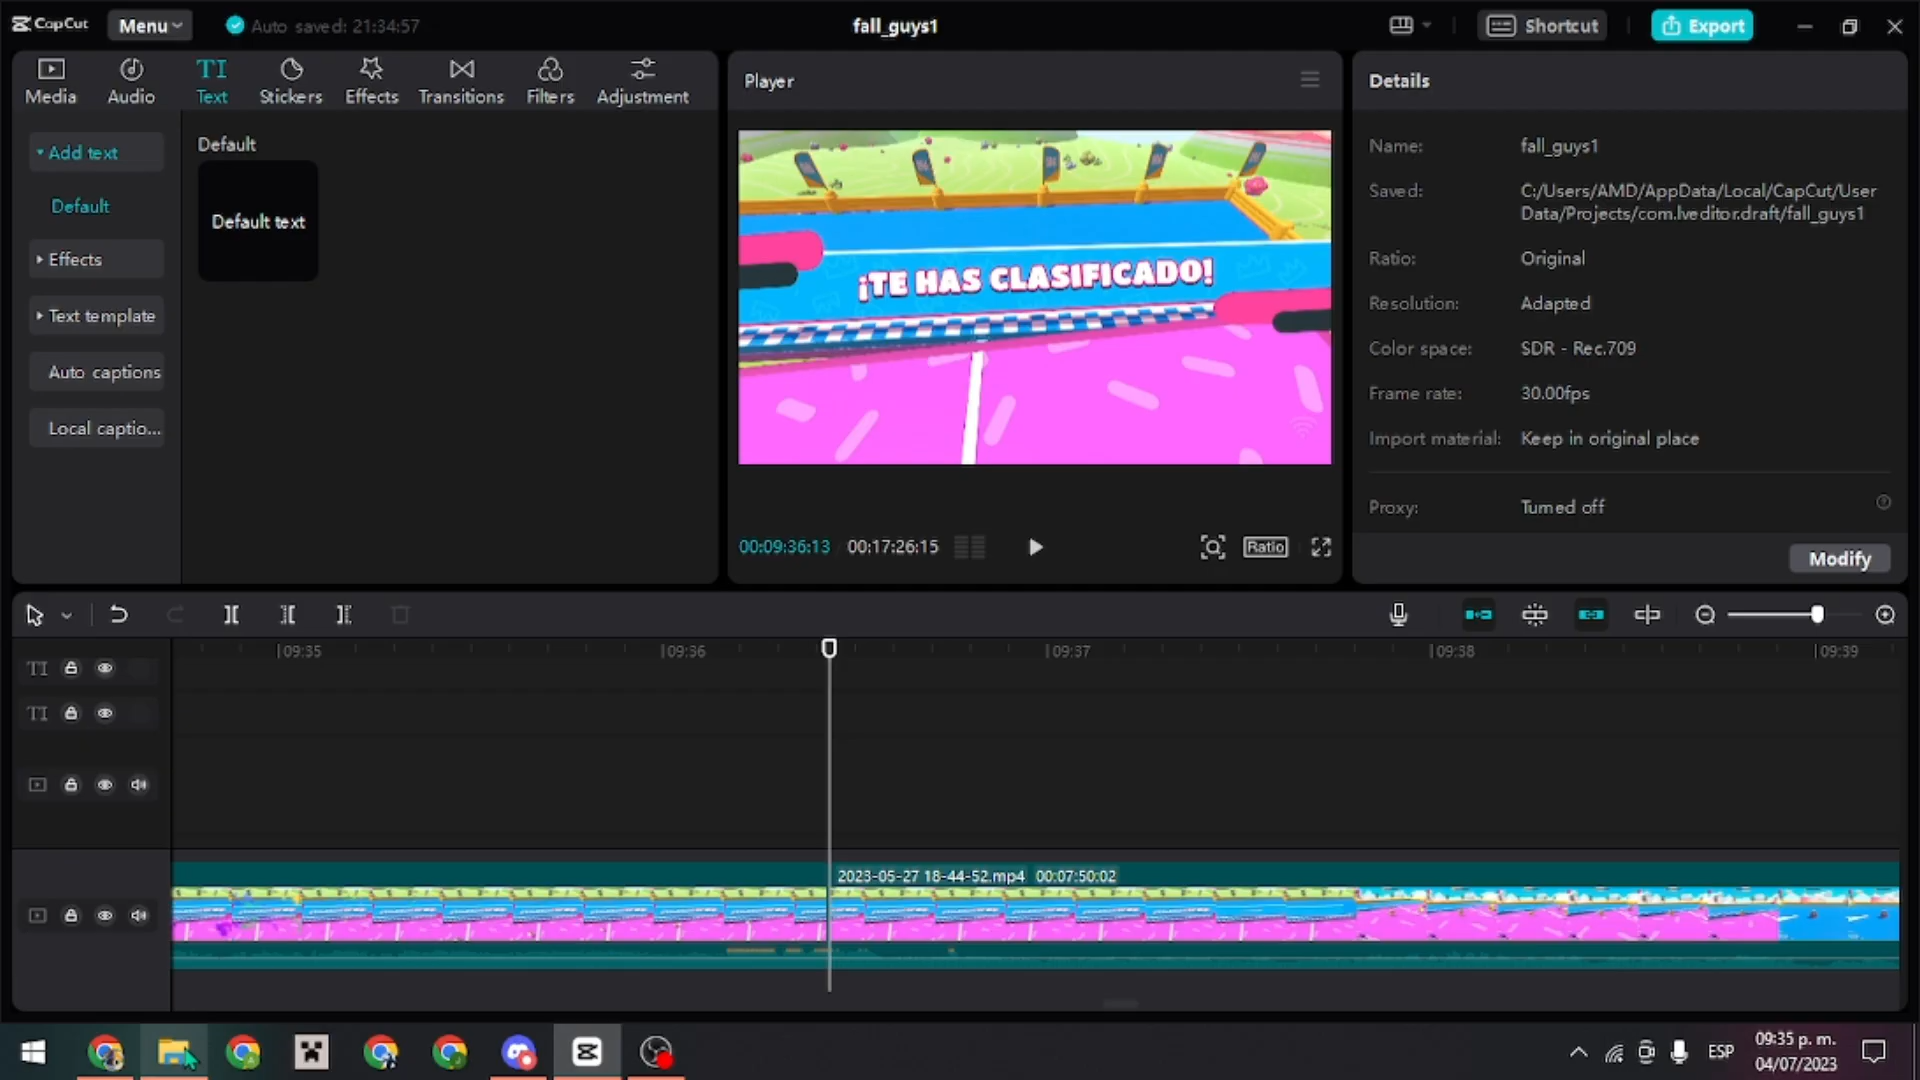 CapCut
Menu
Auto saved: 21:34:57
fall_guys1
Shortcut
Export
Media
Audio
TI
Text
Stickers
Effects
Transitions
Filters
Adjustment
Add text
Default
Effects
Text template
Auto captions
Local captio...
Default
Default text
Player
¡TE HAS CLASIFICADO!
00:09:36:13
00:17:26:15
Ratio
Details
Name: fall_guys1
Saved: C:/Users/AMD/AppData/Local/CapCut/User
Data/Projects/com.lveditor.draft/fall_guys1
Ratio: Original
Resolution: Adapted
Color space: SDR - Rec.709
Frame rate: 30.00fps
Import material: Keep in original place
Proxy: Turned off
Modify
09:35
09:36
09:37
09:38
09:39
TI
TI
2023-05-27 18-44-52.mp4 00:07:50:02
ESP
09:35 p. m.
04/07/2023